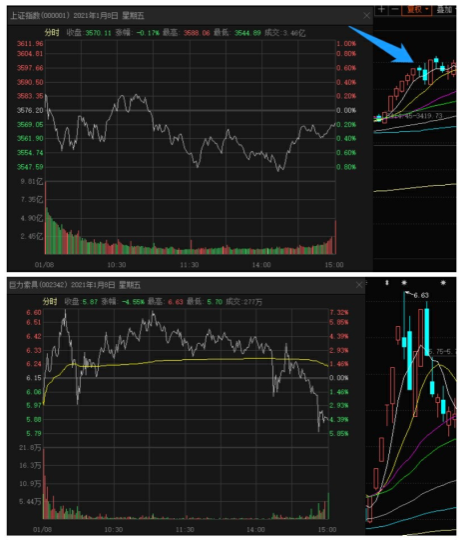 上证指数(000001) 2021年1月8日 星期五
复权
叠加
分时 收盘 3570.11 涨幅 -0.17% 最高 3588.06 最低 3544.89 成交 3.46亿
3611.96 1.00%
3604.81 0.80%
3597.66 0.60%
3590.50 0.40%
3583.35 0.20%
3576.20 0.00%
3569.05 0.20%
3561.90 0.40%
3554.74 0.60%
3547.59 0.80%
3419.73
9.81亿
7.35亿
4.90亿
2.45亿
01/08 10:30 11:30 14:00 15:00
巨力索具(002342) 2021年1月8日 星期五
分时 收盘 5.87 涨幅 -4.55% 最高 6.63 最低 5.70 成交 277万
6.63
6.60 7.32%
6.51 5.85%
6.42 4.39%
6.33 2.93%
6.24 1.46%
6.15 0.00%
6.06 1.46%
5.97 2.93%
5.88 4.39%
5.79 5.85%
21.8万
16.3万
10.9万
5.44万
01/08 10:30 11:30 14:00 15:00